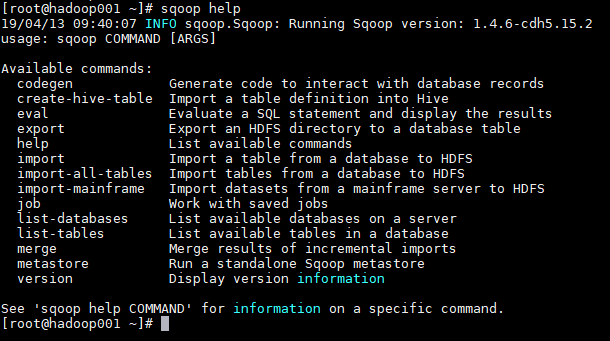 [root@hadoop001 ~]# sqoop help
19/04/13 09:40:07 INFO sqoop.Sqoop: Running Sqoop version: 1.4.6-cdh5.15.2
usage: sqoop COMMAND [ARGS]

Available commands:
  codegen            Generate code to interact with database records
  create-hive-table  Import a table definition into Hive
  eval               Evaluate a SQL statement and display the results
  export             Export an HDFS directory to a database table
  help               List available commands
  import             Import a table from a database to HDFS
  import-all-tables  Import tables from a database to HDFS
  import-mainframe   Import datasets from a mainframe server to HDFS
  job                Work with saved jobs
  list-databases     List available databases on a server
  list-tables        List available tables in a database
  merge              Merge results of incremental imports
  metastore          Run a standalone Sqoop metastore
  version            Display version information

See 'sqoop help COMMAND' for information on a specific command.
[root@hadoop001 ~]#